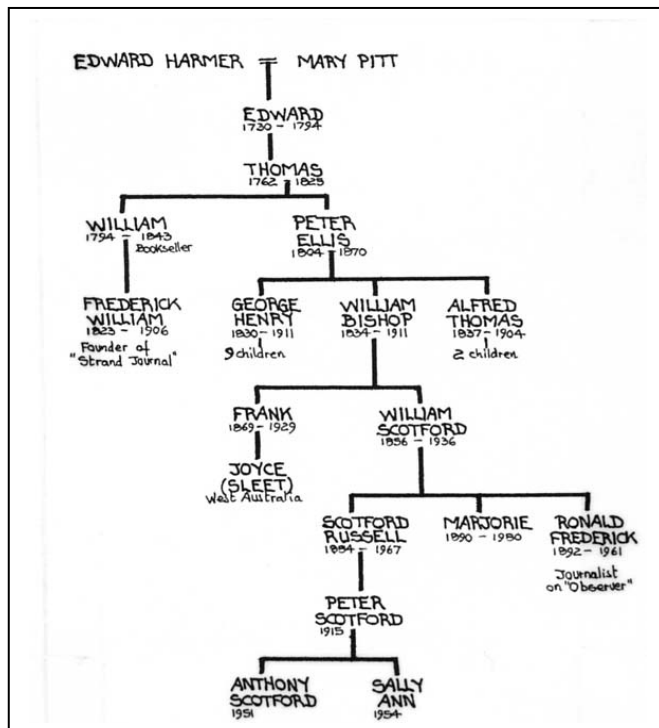 EDWARD HARMER = MARY PITT
EDWARD
1730 - 1794
THOMAS
1762 - 1825
WILLIAM
1794 - 1843
Bookseller
PETER
ELLIS
1804 - 1870
FREDERICK
WILLIAM
1823 - 1906
Founder of
"Strand Journal"
GEORGE
HENRY
1830 - 1911
9 children
WILLIAM
BISHOP
1834 - 1911
ALFRED
THOMAS
1837 - 1904
2 children
FRANK
1869 - 1929
WILLIAM
SCOTFORD
1856 - 1936
JOYCE
(SLEET)
West Australia
SCOTFORD
RUSSELL
1884 - 1967
MARJORIE
1890 - 1980
RONALD
FREDERICK
1892 - 1961
Journalist
on "Observer"
PETER
SCOTFORD
1915
ANTHONY
SCOTFORD
1951
SALLY
ANN
1954